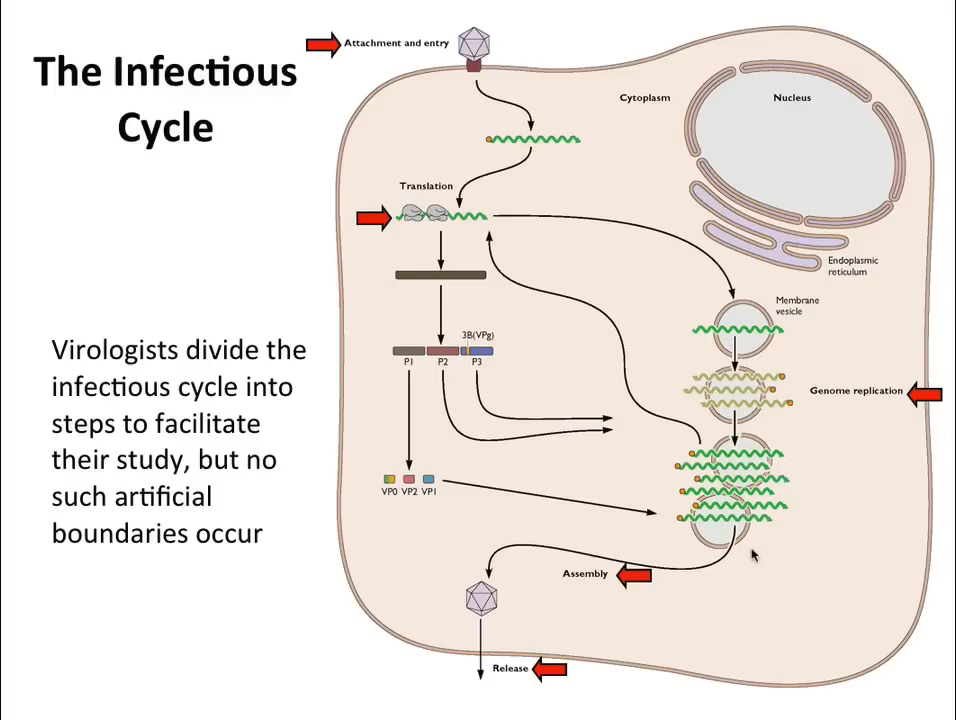 The Infectious
Cycle
Virologists divide the
infectious cycle into
steps to facilitate
their study, but no
such artificial
boundaries occur
Attachment and entry
Cytoplasm
Nucleus
Translation
Endoplasmic
reticulum
Membrane
vesicle
3B(VPg)
P1 P2 P3
Genome replication
VP0 VP2 VP1
Assembly
Release